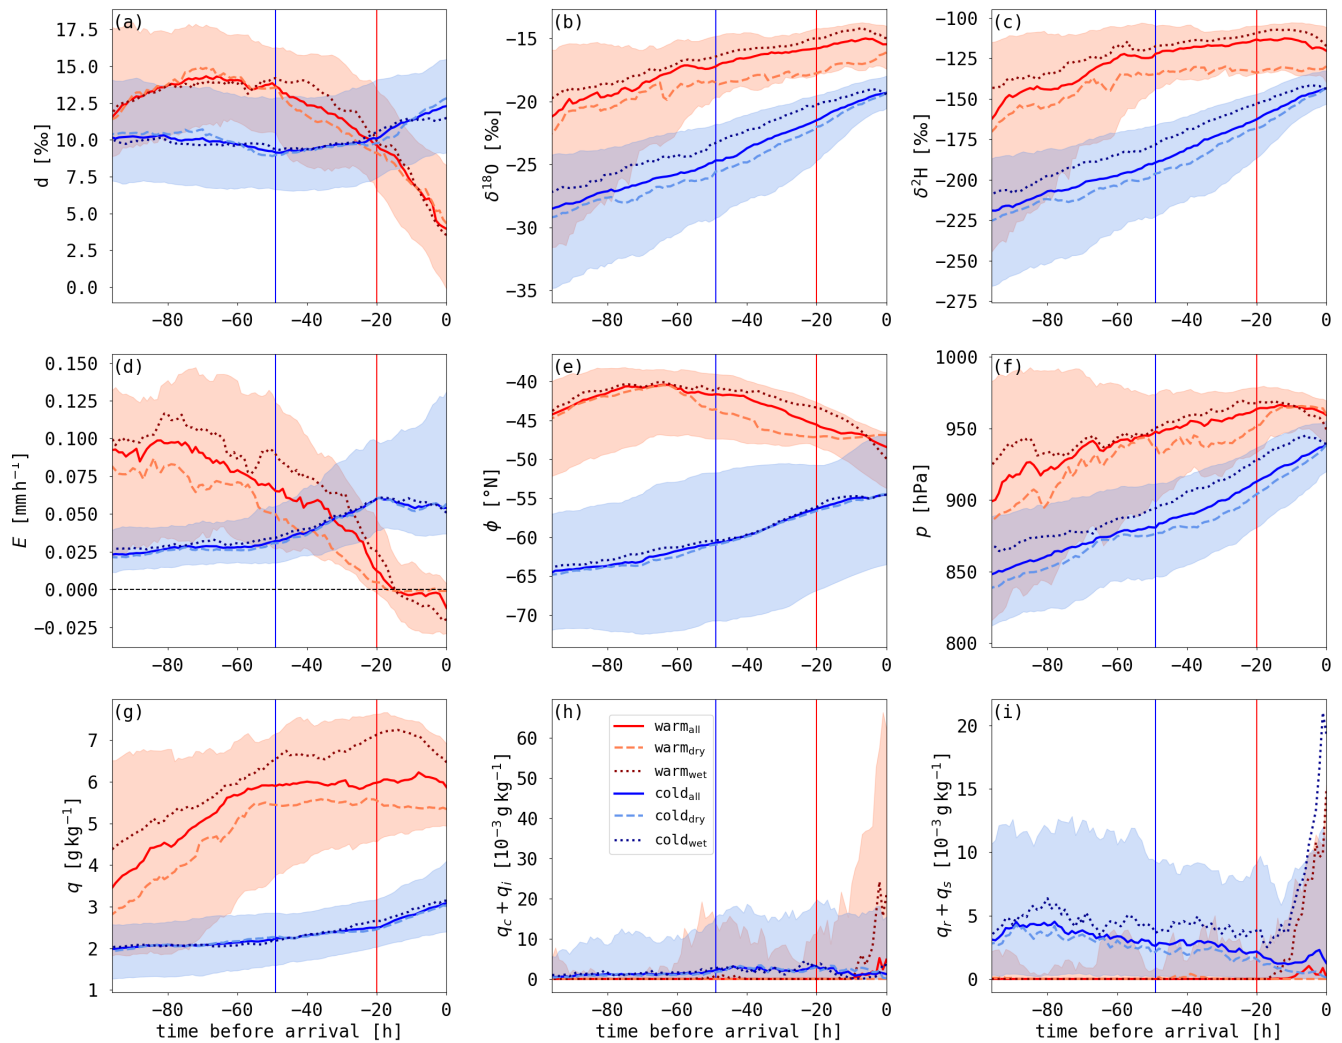 (a) (b) (c)
17.5 15.0 12.5 10.0 7.5 5.0 2.5 0.0
d [‰]
−80 −60 −40 −20 0
−15 −20 −25 −30 −35
δ¹⁸O [‰]
−80 −60 −40 −20 0
−100 −125 −150 −175 −200 −225 −250 −275
δ²H [‰]
−80 −60 −40 −20 0
(d) (e) (f)
0.150 0.125 0.100 0.075 0.050 0.025 0.000 −0.025
E [mm h⁻¹]
−80 −60 −40 −20 0
−40 −45 −50 −55 −60 −65 −70
ϕ [°N]
−80 −60 −40 −20 0
1000 950 900 850 800
p [hPa]
−80 −60 −40 −20 0
(g) (h) (i)
7 6 5 4 3 2 1
q [g kg⁻¹]
−80 −60 −40 −20 0
time before arrival [h]
60 50 40 30 20 10 0
q_c + q_i [10⁻³ g kg⁻¹]
warm_all
warm_dry
warm_wet
cold_all
cold_dry
cold_wet
−80 −60 −40 −20 0
time before arrival [h]
20 15 10 5 0
q_r + q_s [10⁻³ g kg⁻¹]
−80 −60 −40 −20 0
time before arrival [h]